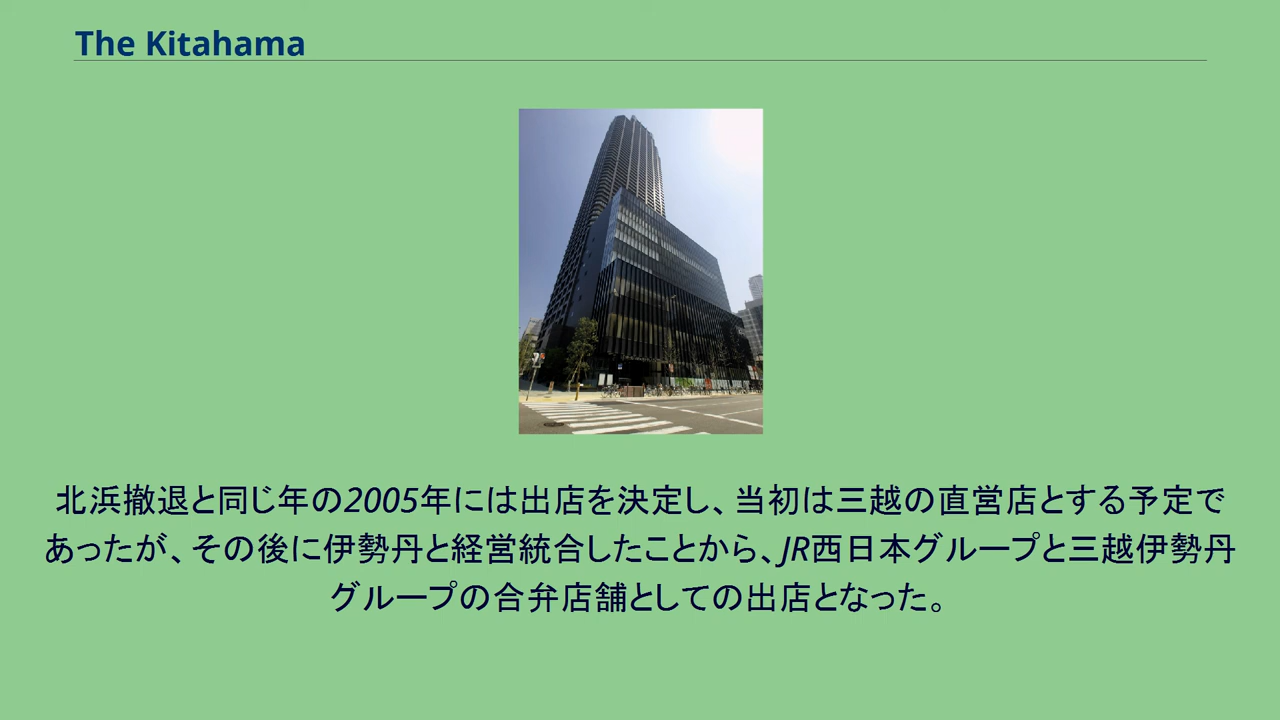 The Kitahama
北浜撤退と同じ年の2005年には出店を決定し、当初は三越の直営店とする予定で
あったが、その後に伊勢丹と経営統合したことから、JR西日本グループと三越伊勢丹
グループの合弁店舗としての出店となった。